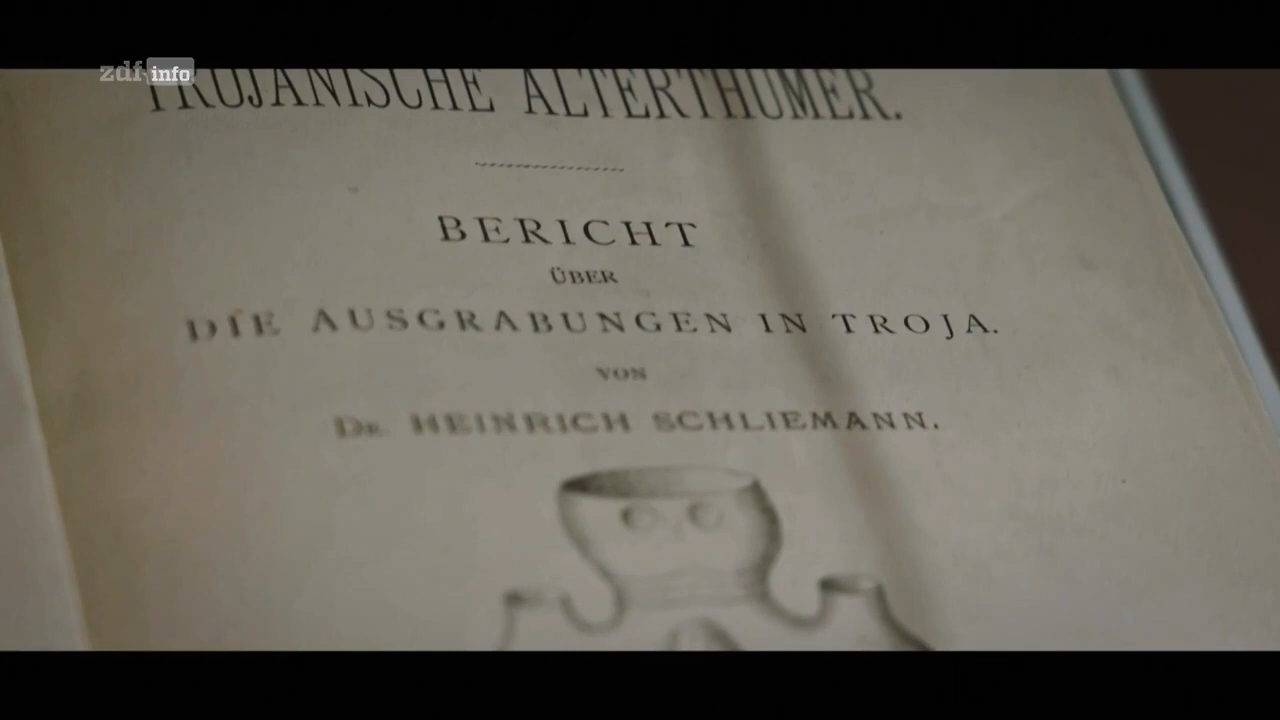 zdf info
TROJANISCHE ALTERTHÜMER.
BERICHT
ÜBER
DIE AUSGRABUNGEN IN TROJA.
VON
DR. HEINRICH SCHLIEMANN.